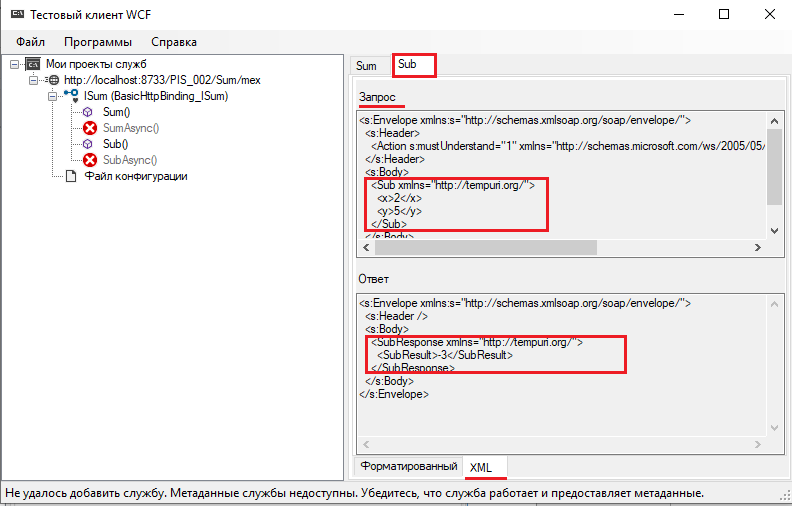 Тестовый клиент WCF
Файл Программы Справка
Мои проекты служб
http://localhost:8733/PIS_002/Sum/mex
ISum (BasicHttpBinding_ISum)
Sum()
SumAsync()
Sub()
SubAsync()
Файл конфигурации
Sum Sub
Запрос
<s:Envelope xmlns:s="http://schemas.xmlsoap.org/soap/envelope/">
<s:Header>
<Action s:mustUnderstand="1" xmlns="http://schemas.microsoft.com/ws/2005/05/
</s:Header>
<s:Body>
<Sub xmlns="http://tempuri.org/">
<x>2</x>
<y>5</y>
</Sub>
</s:Body>
Ответ
<s:Envelope xmlns:s="http://schemas.xmlsoap.org/soap/envelope/">
<s:Header />
<s:Body>
<SubResponse xmlns="http://tempuri.org/">
<SubResult>-3</SubResult>
</SubResponse>
</s:Body>
</s:Envelope>
Форматированный XML
Не удалось добавить службу. Метаданные службы недоступны. Убедитесь, что служба работает и предоставляет метаданные.